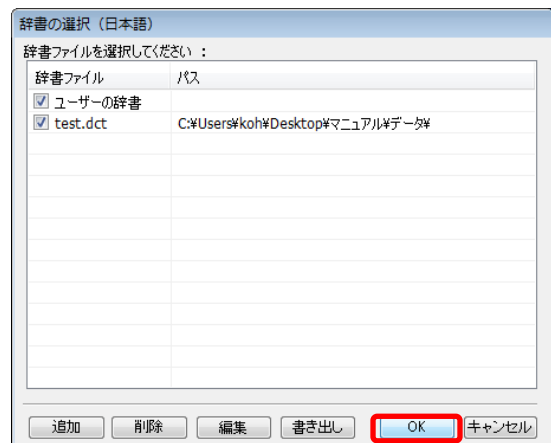 辞書の選択（日本語）
辞書ファイルを選択してください ：
辞書ファイル パス
ユーザーの辞書
test.dct C:¥Users¥koh¥Desktop¥マニュアル¥データ¥
追加 削除 編集 書き出し OK キャンセル